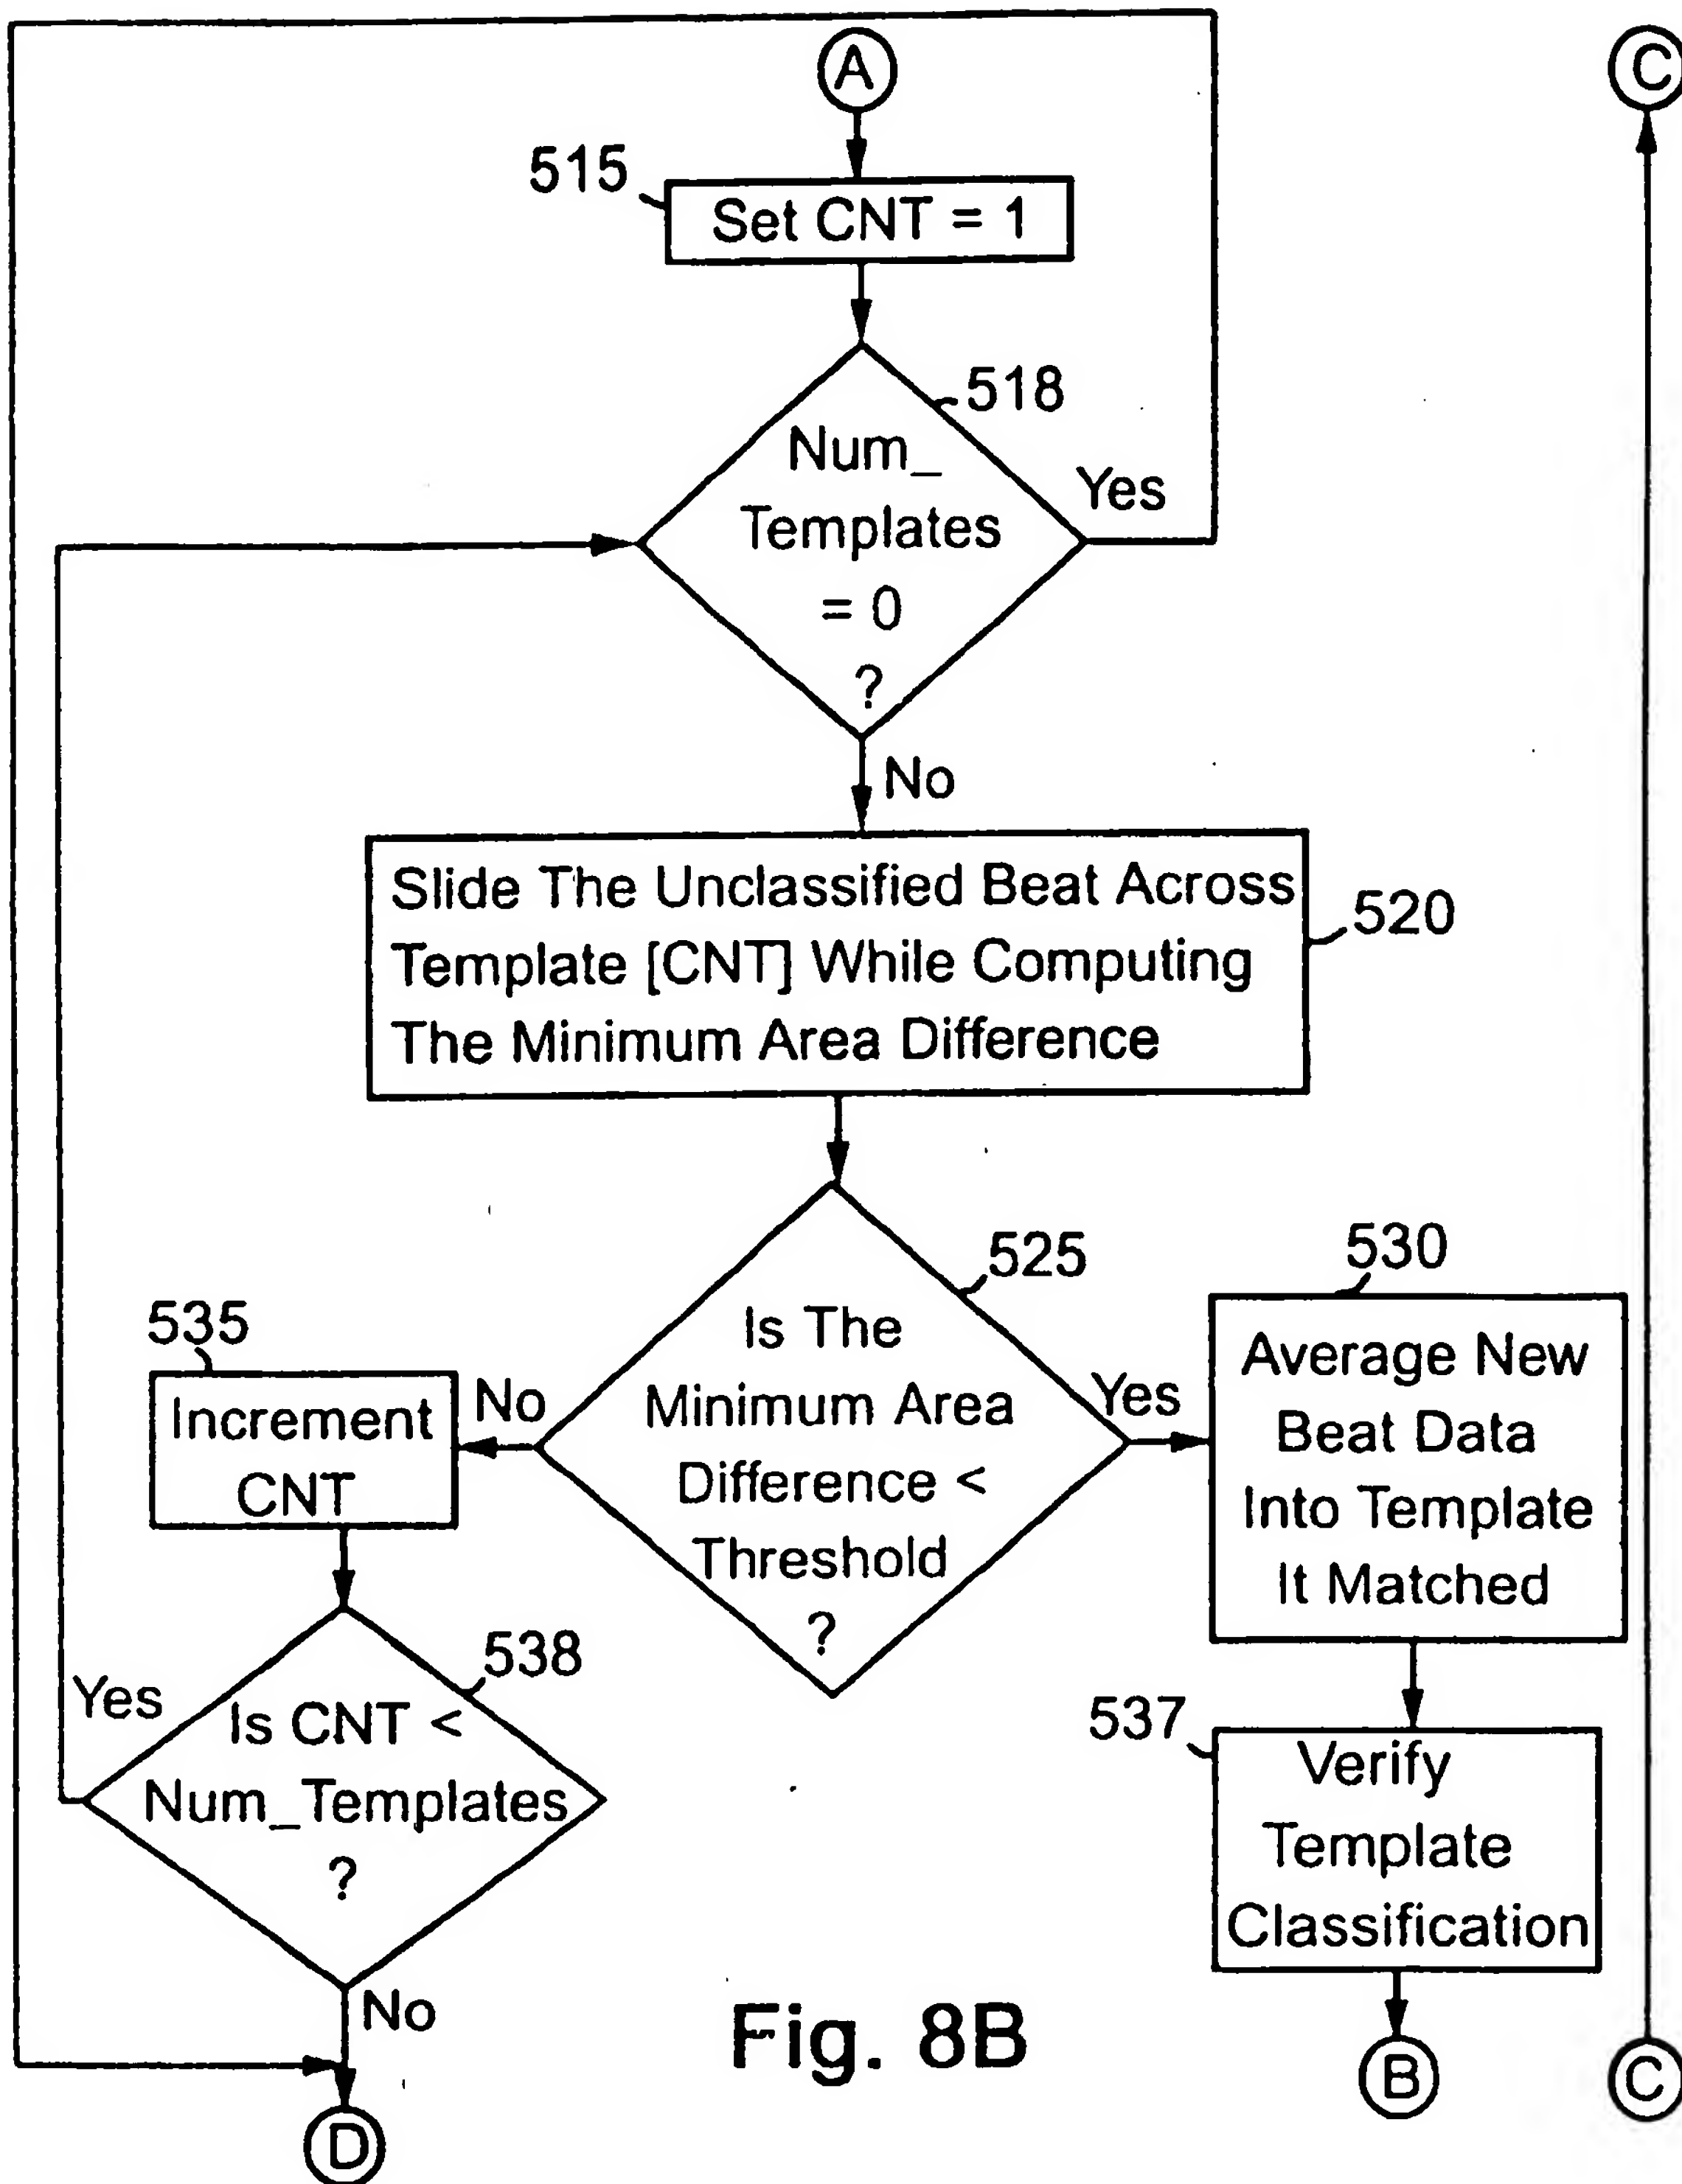 A
C
515
Set CNT = 1
518
Num_
Templates
= 0
?
Yes
No
Slide The Unclassified Beat Across
Template [CNT] While Computing
The Minimum Area Difference
520
525
Is The
Minimum Area
Difference <
Threshold
?
Yes
No
530
Average New
Beat Data
Into Template
It Matched
535
Increment
CNT
538
Is CNT <
Num_Templates
?
Yes
No
537
Verify
Template
Classification
Fig. 8B
B
C
D